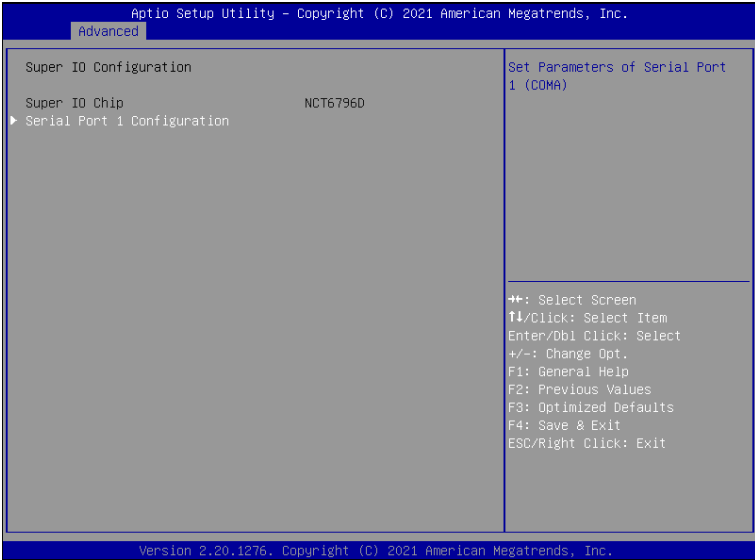 Aptio Setup Utility – Copyright (C) 2021 American Megatrends, Inc.
Advanced
Super IO Configuration
Super IO Chip NCT6796D
Serial Port 1 Configuration
Set Parameters of Serial Port
1 (COMA)
→←: Select Screen
↑↓/Click: Select Item
Enter/Dbl Click: Select
+/-: Change Opt.
F1: General Help
F2: Previous Values
F3: Optimized Defaults
F4: Save & Exit
ESC/Right Click: Exit
Version 2.20.1276. Copyright (C) 2021 American Megatrends, Inc.